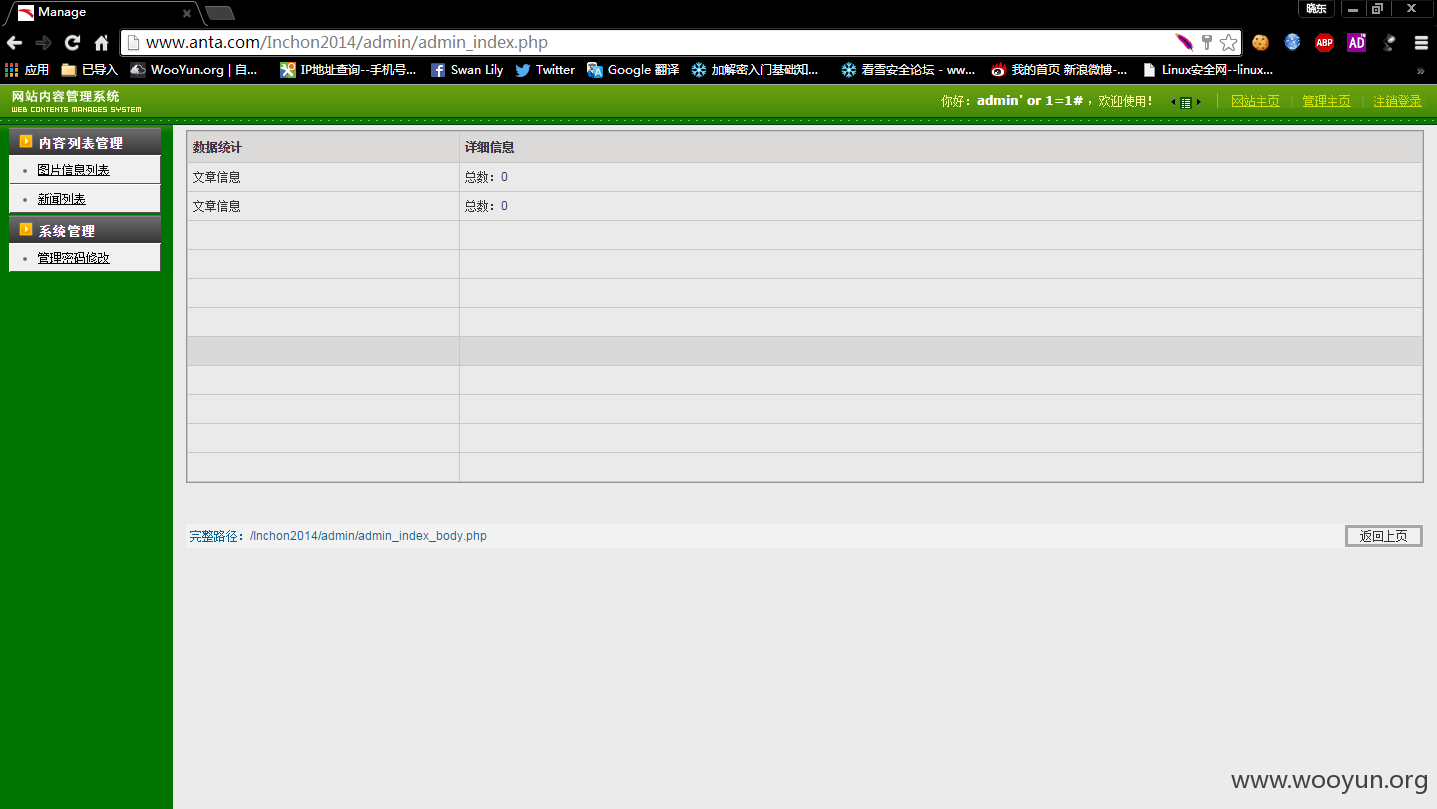 Manage
晓东
www.anta.com/Inchon2014/admin/admin_index.php
ABP
AD
应用
已导入
WooYun.org | 自...
IP地址查询--手机号...
Swan Lily
Twitter
Google 翻译
加解密入门基础知...
看雪安全论坛 - ww...
我的首页 新浪微博-...
Linux安全网--linux...
»
网站内容管理系统
WEB CONTENTS MANAGES SYSTEM
你好：admin' or 1=1# ，欢迎使用！
网站主页
管理主页
注销登录
内容列表管理
图片信息列表
新闻列表
系统管理
管理密码修改
数据统计 详细信息
文章信息 总数：0
文章信息 总数：0
完整路径：/Inchon2014/admin/admin_index_body.php
返回上页
www.wooyun.org